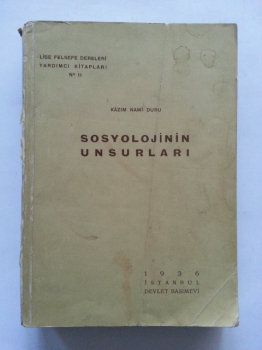 LİSE FELSEFE DERSLERİ
YARDIMCI KİTAPLARI
Nº 11
KÂZIM NAMİ DURU
SOSYOLOJİNİN
UNSURLARI
1936
İSTANBUL
DEVLET BASIMEVİ